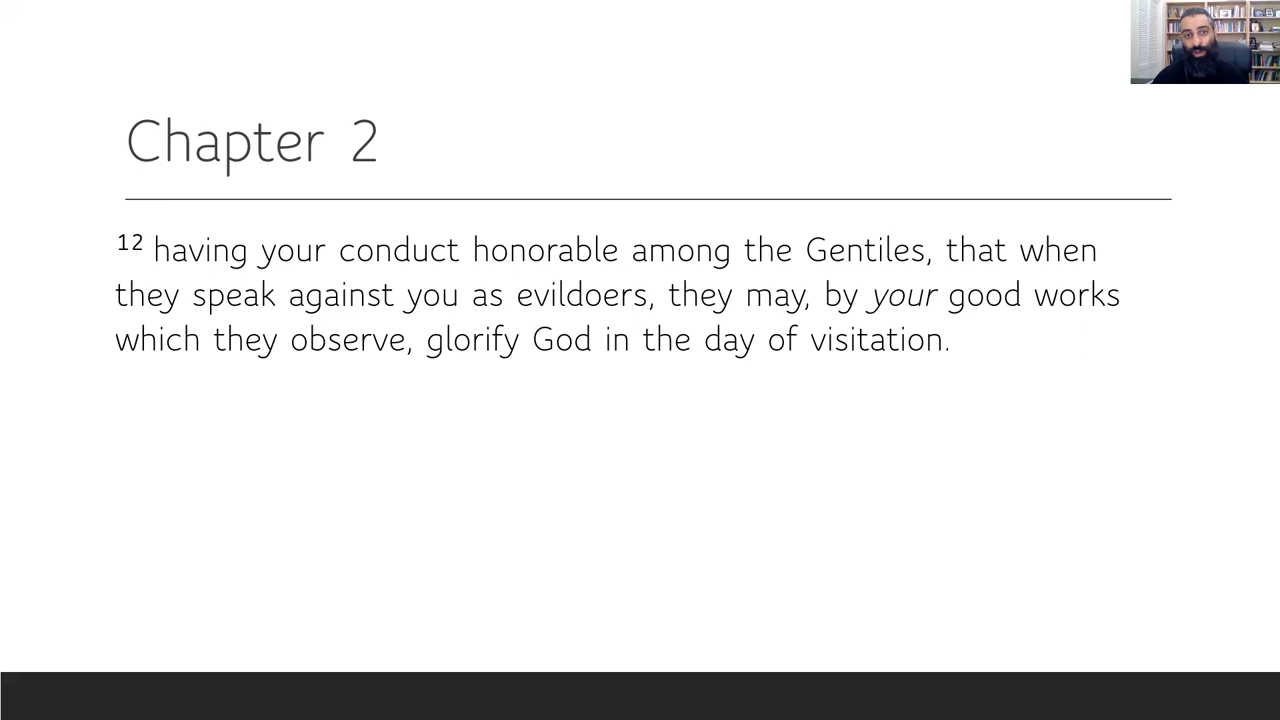 Chapter 2
12 having your conduct honorable among the Gentiles, that when
they speak against you as evildoers, they may, by your good works
which they observe, glorify God in the day of visitation.